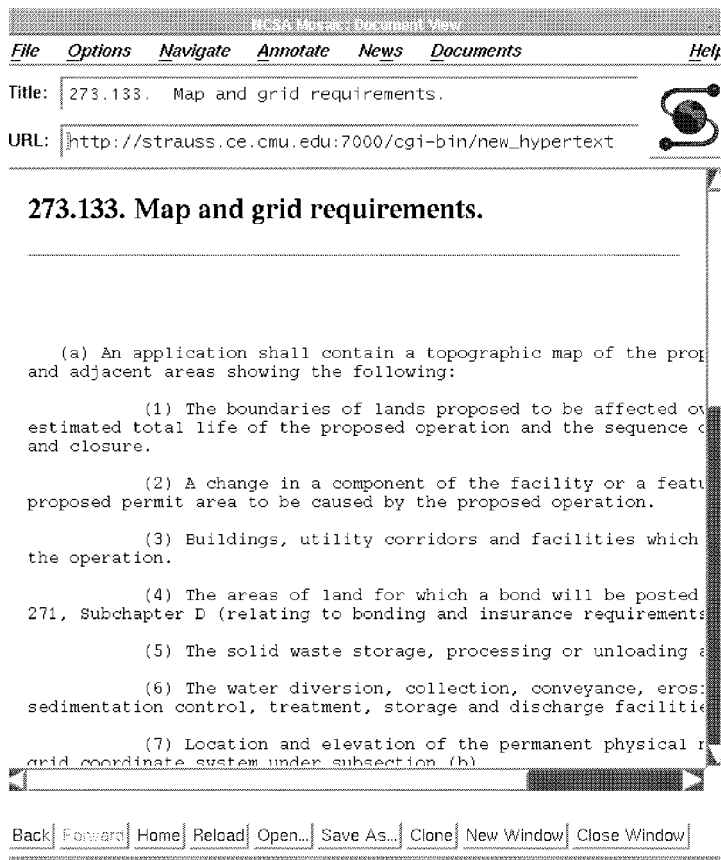 NCSA Mosaic: Document View
File Options Navigate Annotate News Documents Help
Title: 273.133. Map and grid requirements.
URL: http://strauss.ce.cmu.edu:7000/cgi-bin/new_hypertext
273.133. Map and grid requirements.
(a) An application shall contain a topographic map of the prop
and adjacent areas showing the following:
(1) The boundaries of lands proposed to be affected ov
estimated total life of the proposed operation and the sequence o
and closure.
(2) A change in a component of the facility or a featu
proposed permit area to be caused by the proposed operation.
(3) Buildings, utility corridors and facilities which
the operation.
(4) The areas of land for which a bond will be posted
271, Subchapter D (relating to bonding and insurance requirements
(5) The solid waste storage, processing or unloading a
(6) The water diversion, collection, conveyance, erosi
sedimentation control, treatment, storage and discharge facilitie
(7) Location and elevation of the permanent physical r
grid coordinate system under subsection (b)
Back Forward Home Reload Open... Save As... Clone New Window Close Window